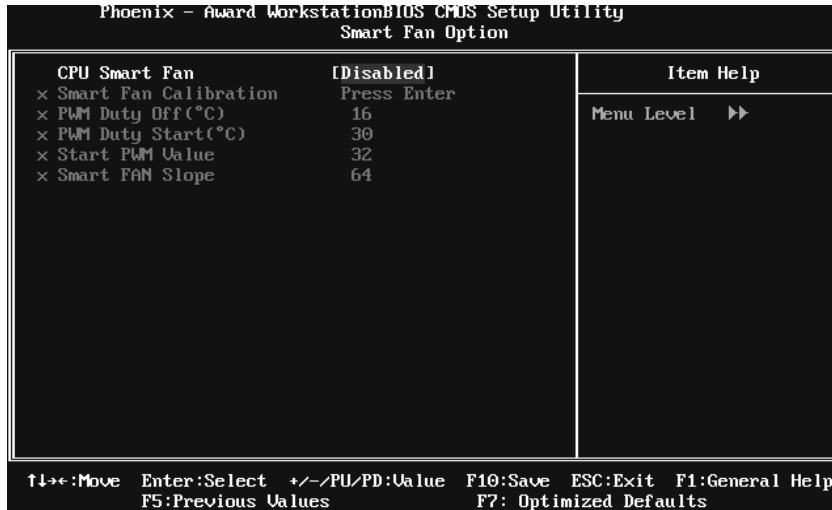 Phoenix - Award WorkstationBIOS CMOS Setup Utility
Smart Fan Option
CPU Smart Fan [Disabled]
x Smart Fan Calibration Press Enter
x PWM Duty Off(°C) 16
x PWM Duty Start(°C) 30
x Start PWM Value 32
x Smart FAN Slope 64
Item Help
Menu Level ▶▶
↑↓→←:Move Enter:Select +/-/PU/PD:Value F10:Save ESC:Exit F1:General Help
F5:Previous Values F7: Optimized Defaults